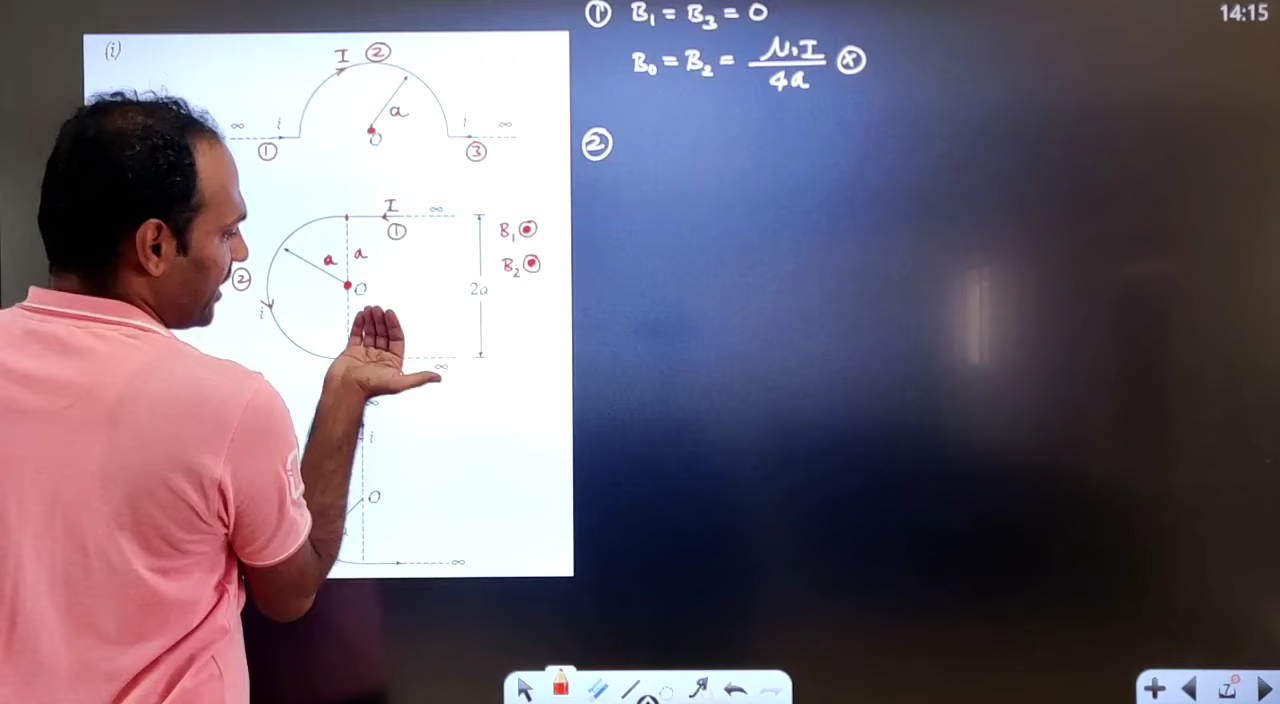 ① B₁ = B₃ = 0
14:15
(i)
I ②
B₀ = B₂ = μ₀I / 4a ⊗
a
∞ i
i ∞
O
① ③
②
I ∞
①
B₁ ⊙
a a
B₂ ⊙
②
O
2a
i
∞
∞
i
O
∞
7